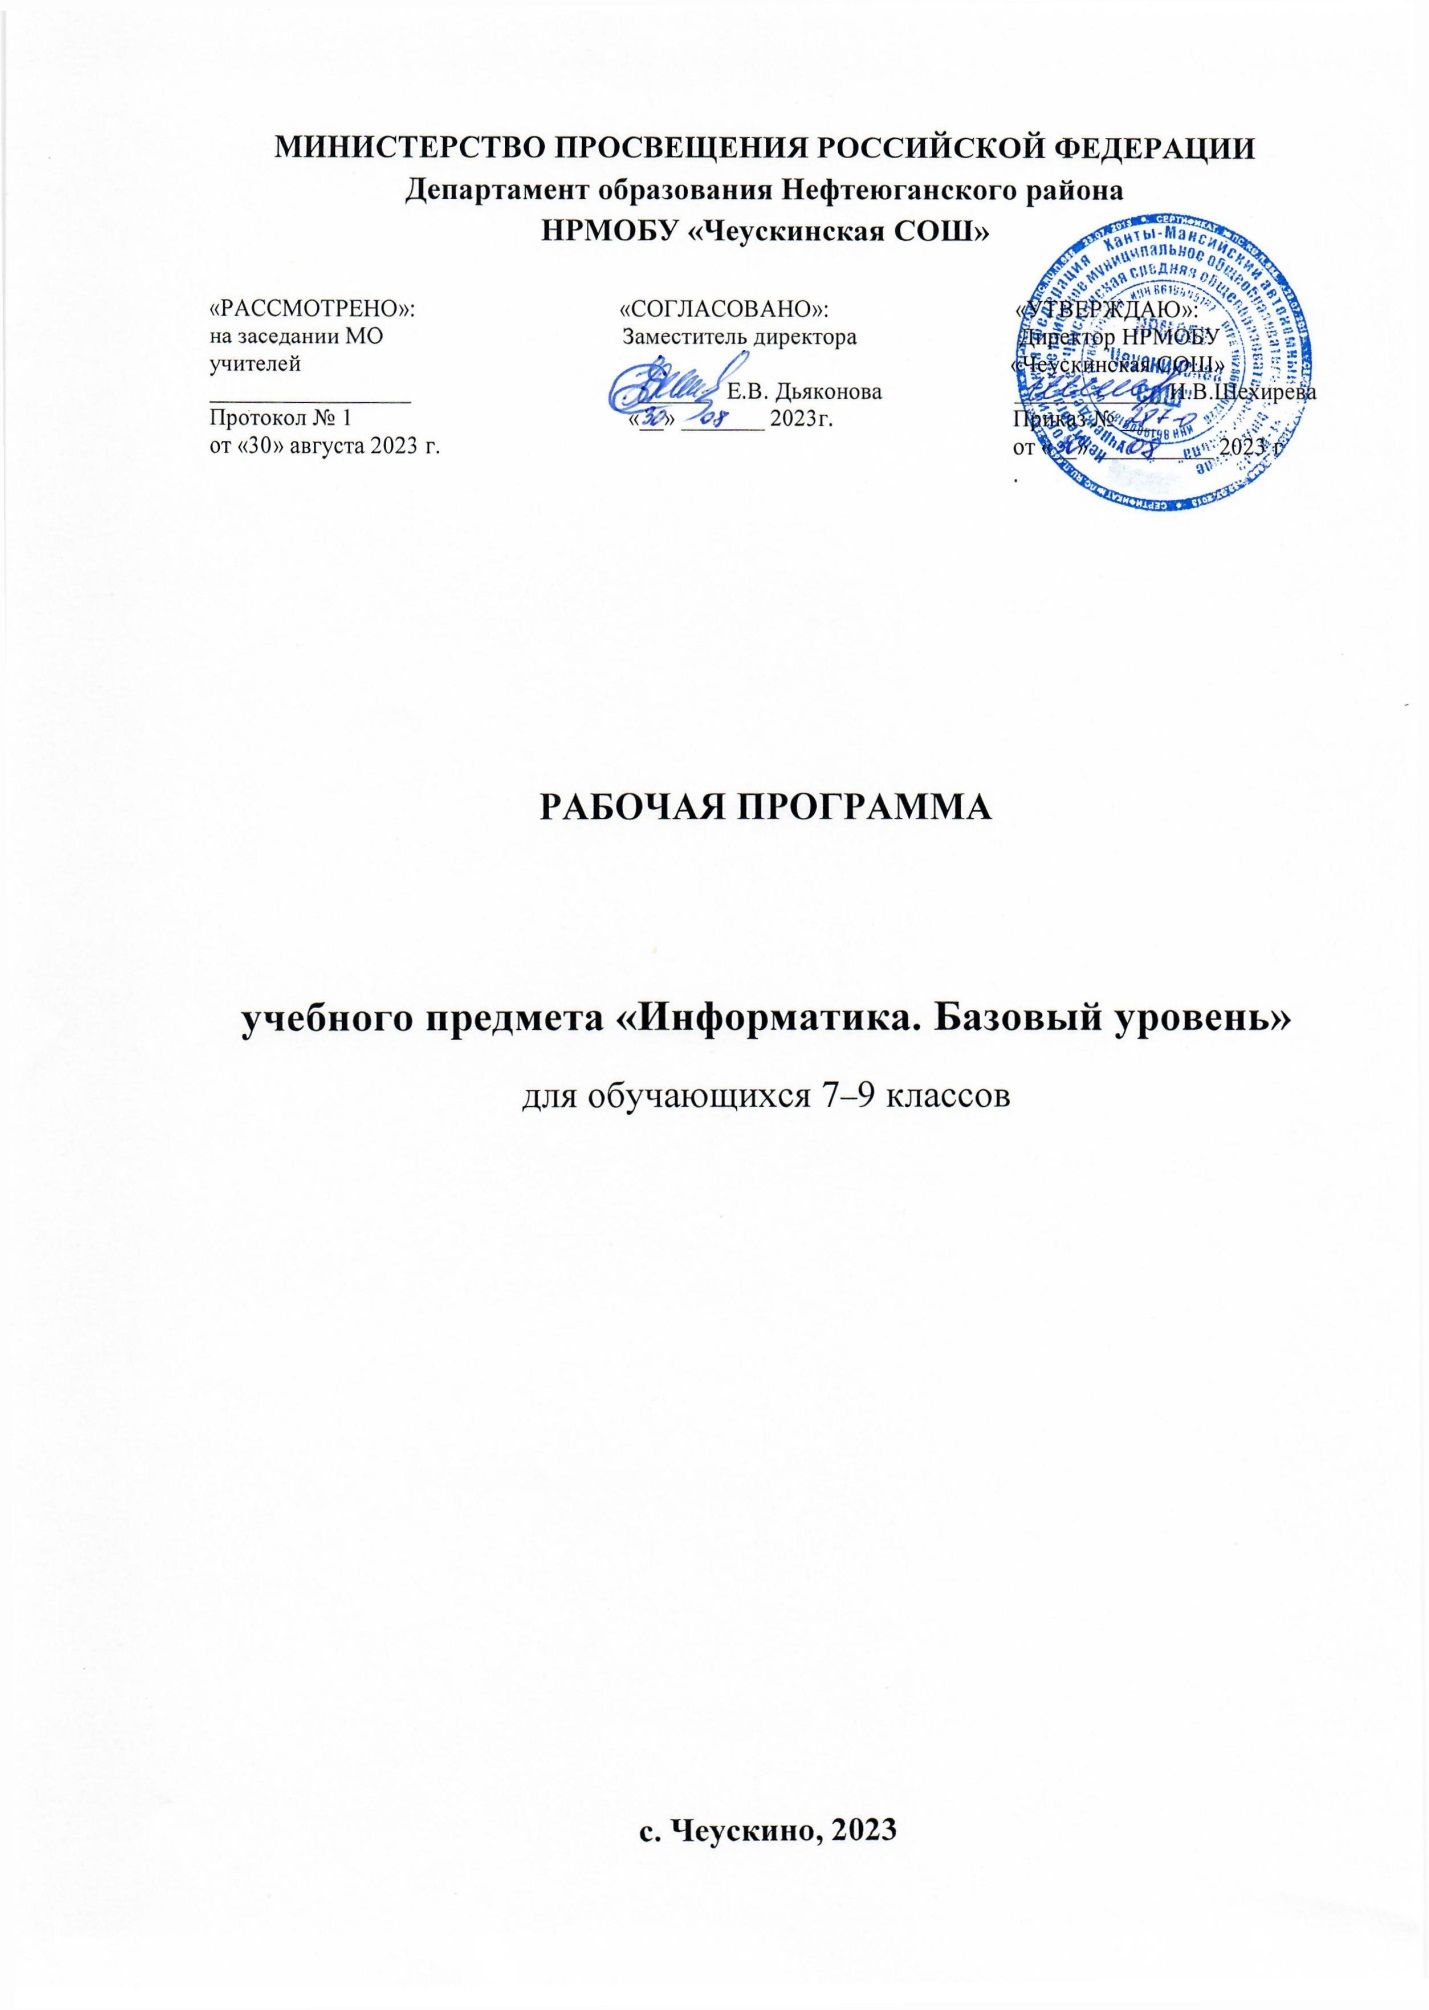 МИНИСТЕРСТВО ПРОСВЕЩЕНИЯ РОССИЙСКОЙ ФЕДЕРАЦИИ
Департамент образования Нефтеюганского района
НРМОБУ «Чеускинская СОШ»
«РАССМОТРЕНО»:
на заседании МО
учителей
Протокол № 1
от «30» августа 2023 г.
«СОГЛАСОВАНО»:
Заместитель директора
Е.В. Дьяконова
«30» 08 2023г.
«УТВЕРЖДАЮ»:
Директор НРМОБУ
«Чеускинская СОШ»
И.В.Шехирева
Приказ № 287-о
от « » 08 2023 г
.
РАБОЧАЯ ПРОГРАММА
учебного предмета «Информатика. Базовый уровень»
для обучающихся 7–9 классов
с. Чеускино, 2023